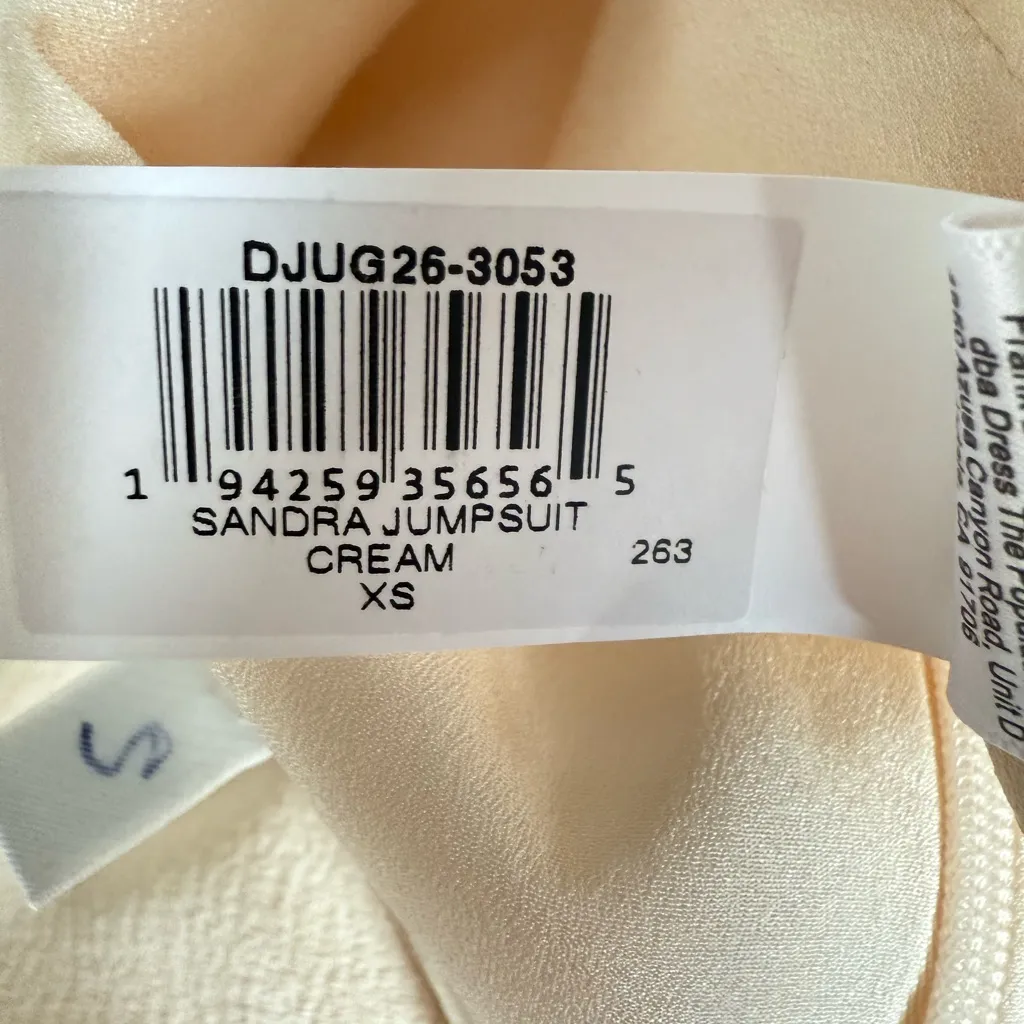 DJUG26-3053
1 94259 35656 5
SANDRA JUMPSUIT
CREAM
263
XS
dba Dress The
Azusa Canyon Road, Unit D
CA 91706